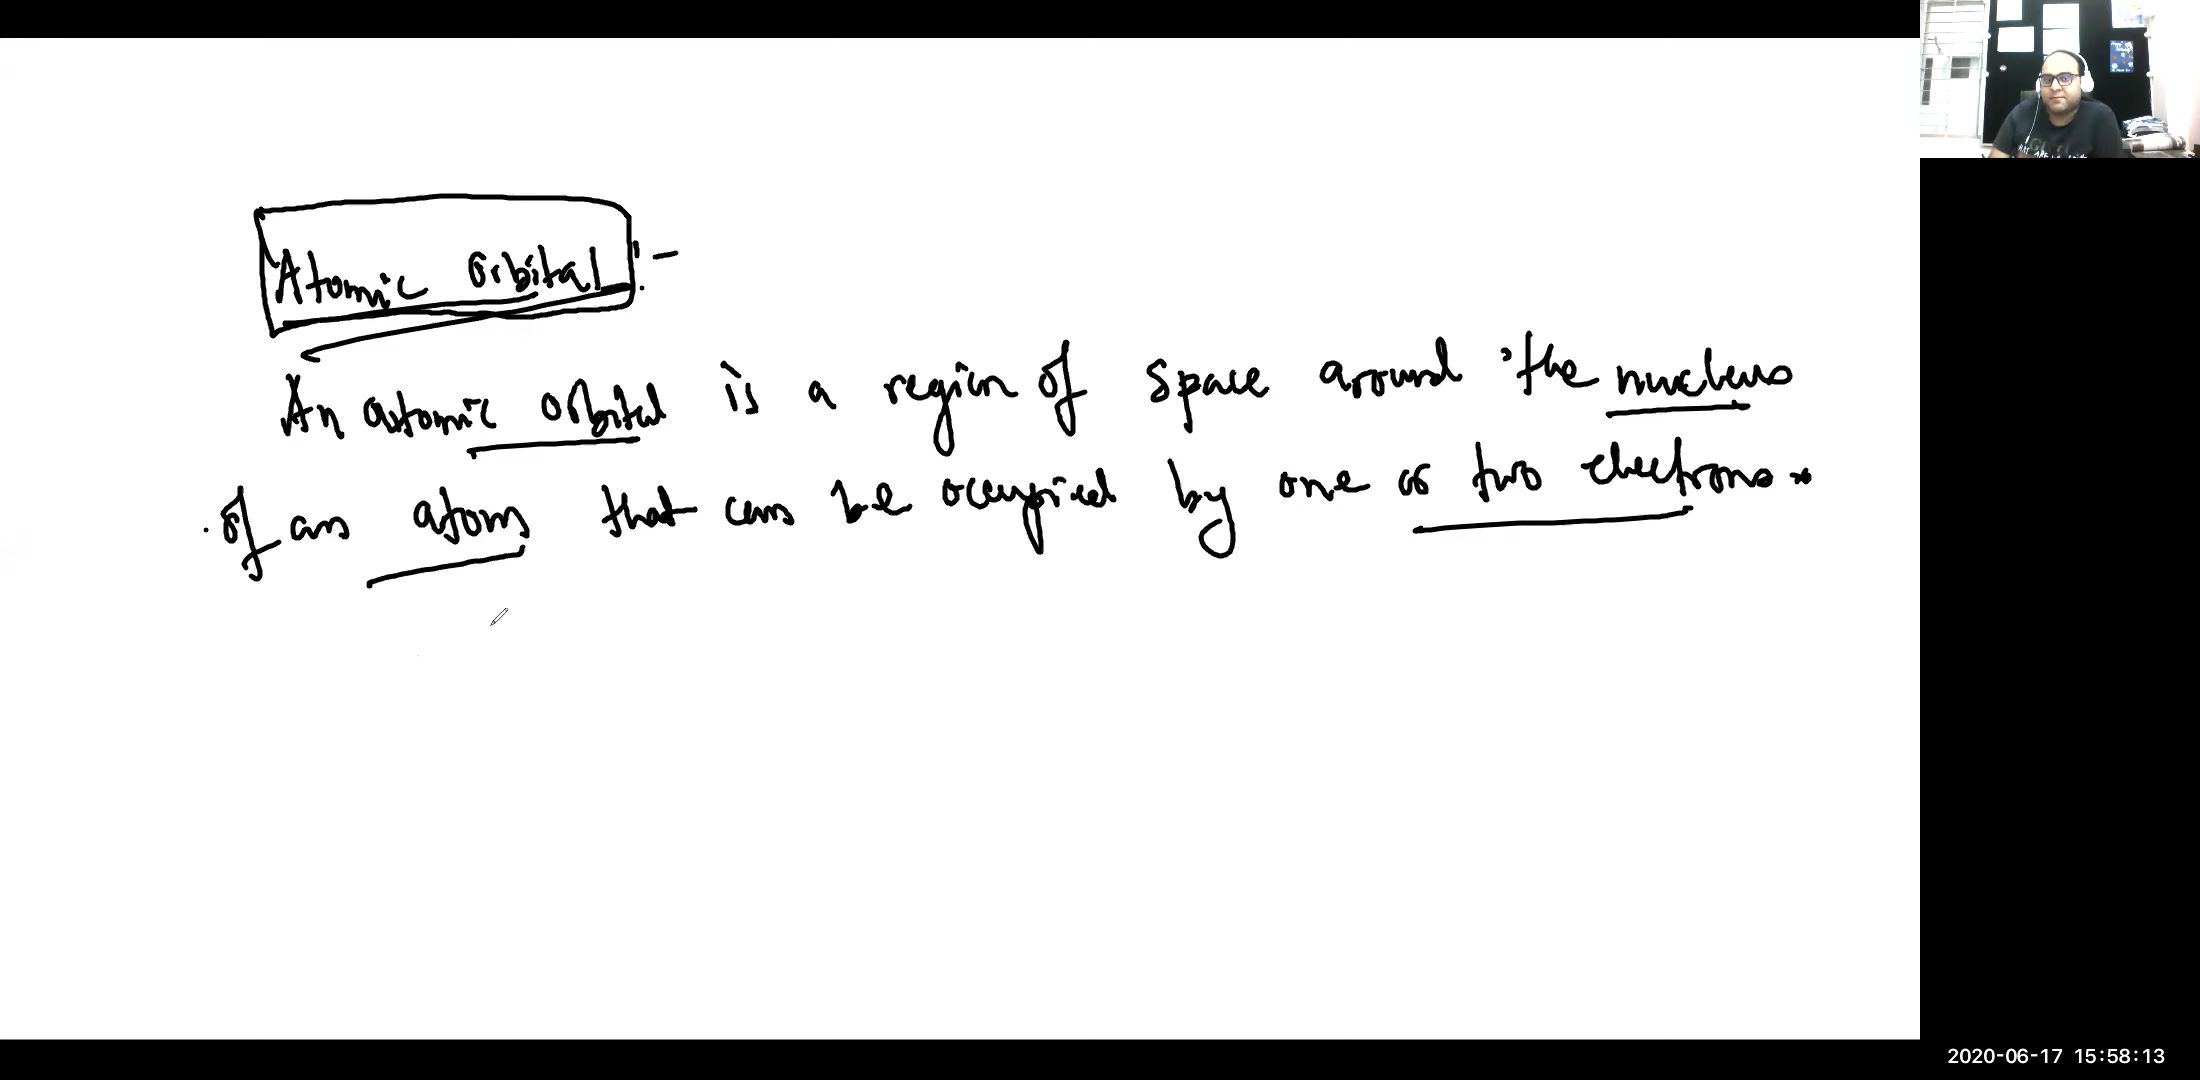 Atomic Orbital :-
An atomic orbital is a region of space around the nucleus
of an atom that can be occupied by one or two electrons.
2020-06-17 15:58:13